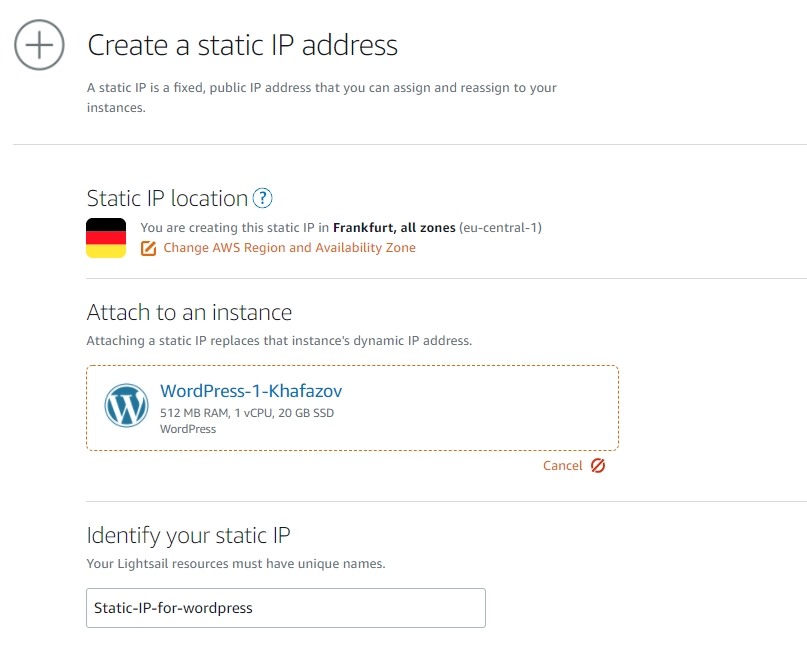 Create a static IP address
A static IP is a fixed, public IP address that you can assign and reassign to your
instances.
Static IP location ?
You are creating this static IP in Frankfurt, all zones (eu-central-1)
Change AWS Region and Availability Zone
Attach to an instance
Attaching a static IP replaces that instance's dynamic IP address.
WordPress-1-Khafazov
512 MB RAM, 1 vCPU, 20 GB SSD
WordPress
Cancel
Identify your static IP
Your Lightsail resources must have unique names.
Static-IP-for-wordpress